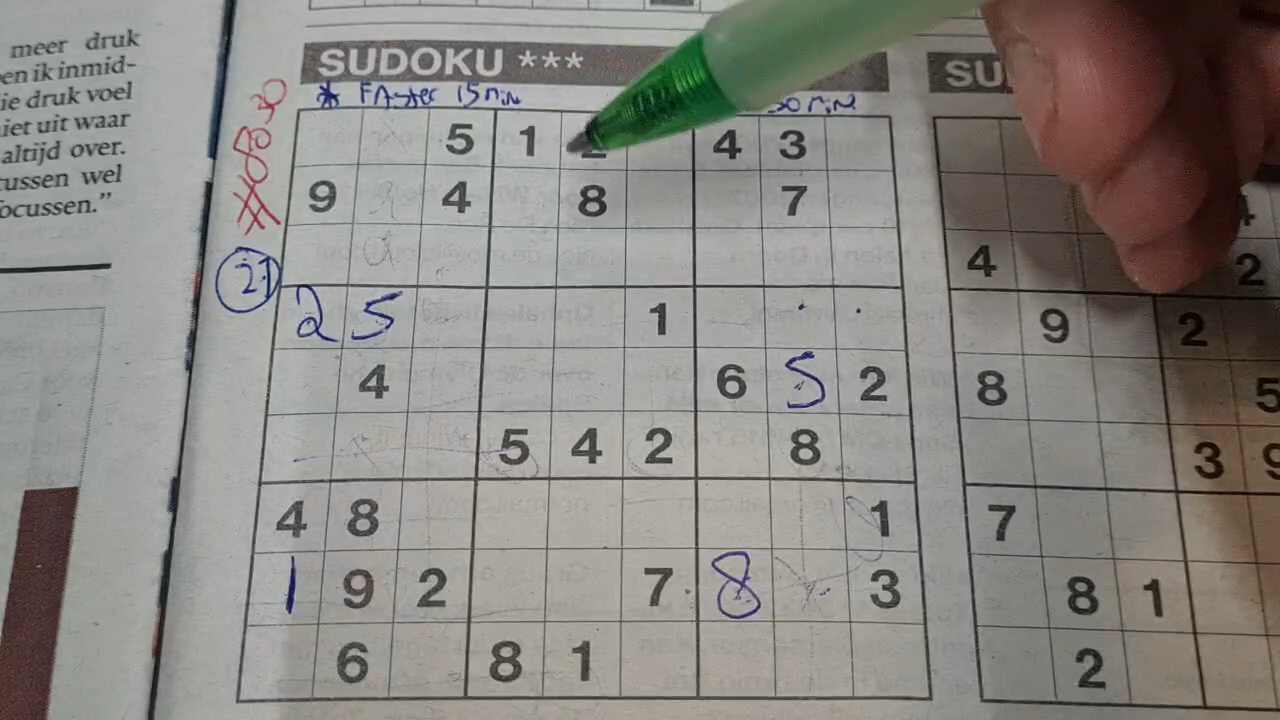 meer druk
en ik inmid-
ie druk voel
iet uit waar
altijd over.
cussen wel
focussen."
SUDOKU ***
SU
* FAster 15 min 30 min
5 1 2 4 3
9 4 8 7
2 5 1
4 6 5 2
5 4 2 8
4 8 1
1 9 2 7 8 3
6 8 1
21
4
4 2
9 2
8 5
3 9
7
8 1
2